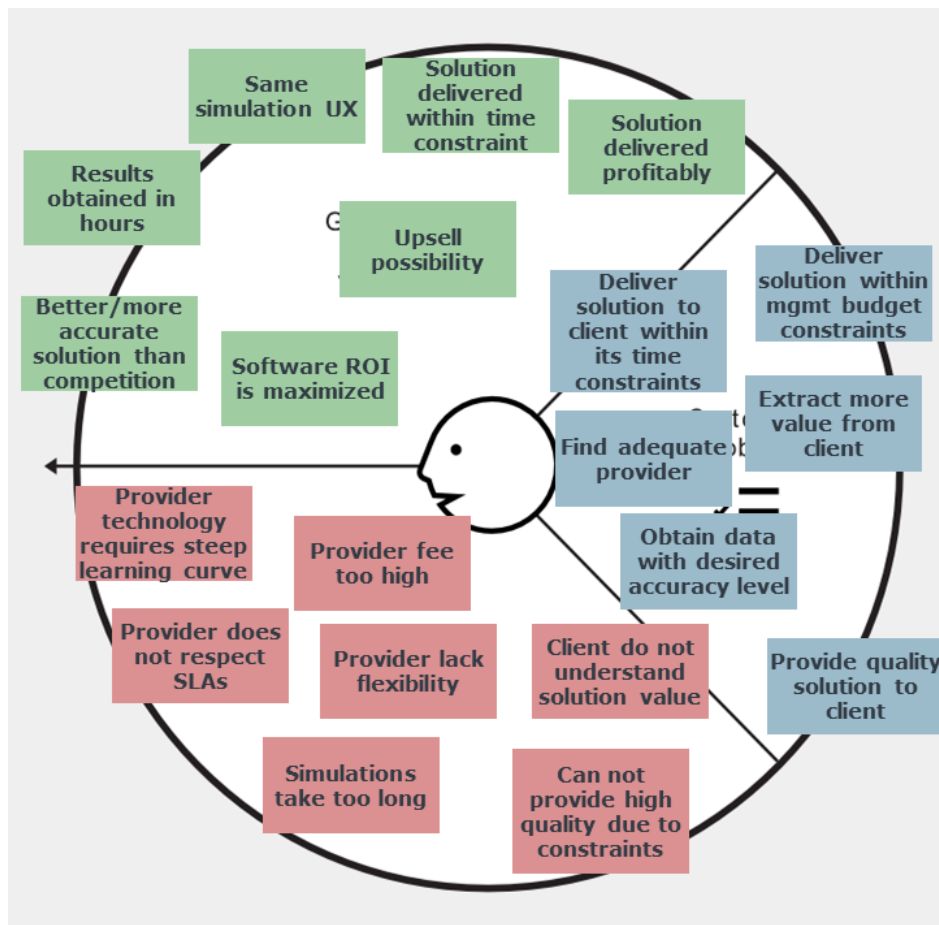 Same
simulation UX
Solution
delivered
within time
constraint
Solution
delivered
profitably
Results
obtained in
hours
G
Upsell
possibility
Deliver
solution to
client within
its time
constraints
Deliver
solution within
mgmt budget
constraints
Better/more
accurate
solution than
competition
Software ROI
is maximized
Extract more
value from
client
Find adequate
provider
Provider
technology
requires steep
learning curve
Provider fee
too high
Obtain data
with desired
accuracy level
Provider does
not respect
SLAs
Provider lack
flexibility
Client do not
understand
solution value
Provide quality
solution to
client
Simulations
take too long
Can not
provide high
quality due to
constraints